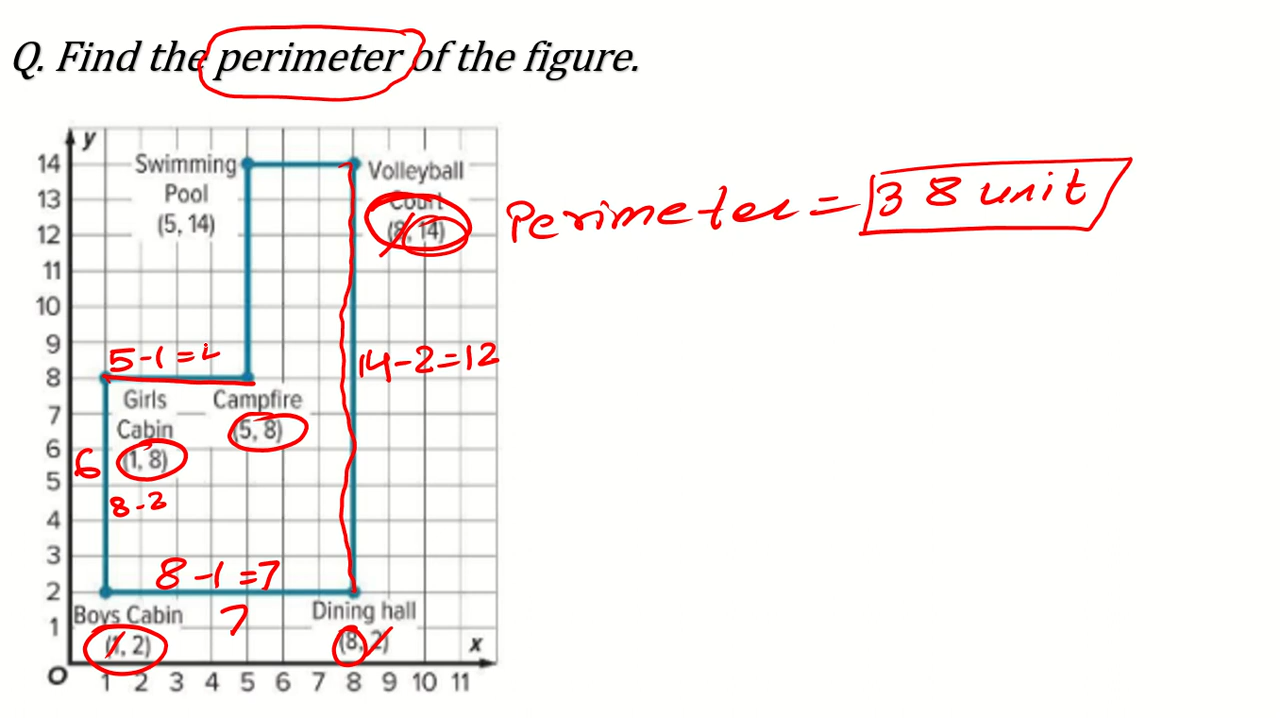 Q. Find the perimeter of the figure.
y
14 Swimming Volleyball
13 Pool Court
12 (5, 14) (8, 14)
Perimeter = 38 unit
11
10
9 5-1=4 14-2=12
8
7 Girls Campfire
6 Cabin (5, 8)
6 (1, 8)
5
8-2
4
3
8-1=7
2
Boys Cabin 7 Dining hall
1 (1, 2) (8, 2) x
O 1 2 3 4 5 6 7 8 9 10 11